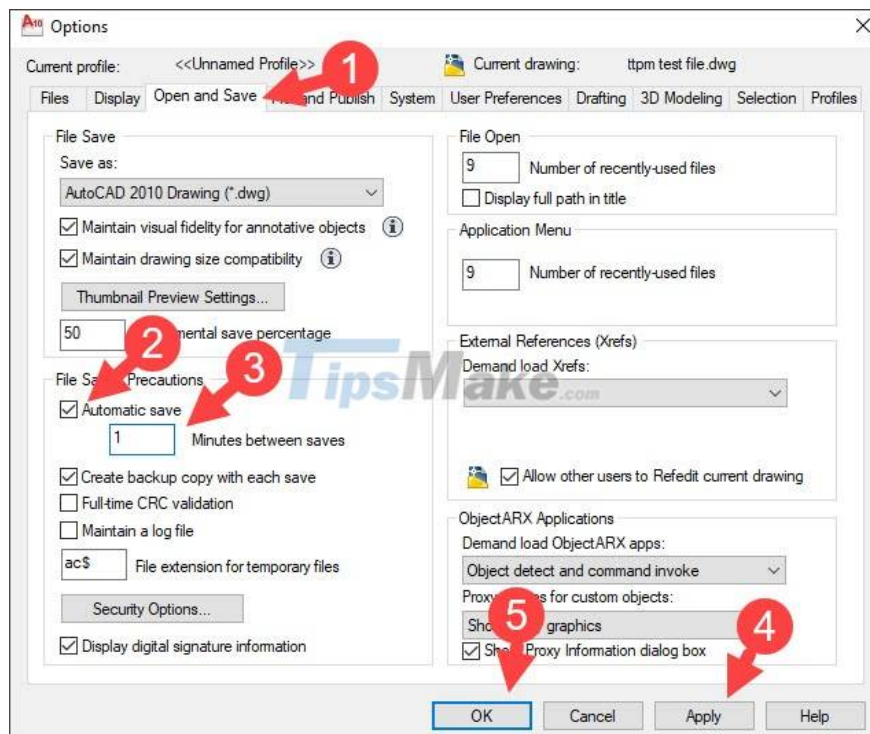 A10 Options
Current profile: <<Unnamed Profile>> Current drawing: ttpm test file.dwg
1
Files Display Open and Save and Publish System User Preferences Drafting 3D Modeling Selection Profiles
File Save
Save as:
AutoCAD 2010 Drawing (*.dwg)
Maintain visual fidelity for annotative objects
Maintain drawing size compatibility
Thumbnail Preview Settings...
50 save percentage
2
File Precautions
3
Automatic save
1 Minutes between saves
Create backup copy with each save
Full-time CRC validation
Maintain a log file
ac$ File extension for temporary files
Security Options...
Display digital signature information
File Open
9 Number of recently-used files
Display full path in title
Application Menu
9 Number of recently-used files
External References (Xrefs)
Demand load Xrefs:
TipsMake.com
Allow other users to Refedit current drawing
ObjectARX Applications
Demand load ObjectARX apps:
Object detect and command invoke
for custom objects:
5
graphics
4
Proxy Information dialog box
OK Cancel Apply Help